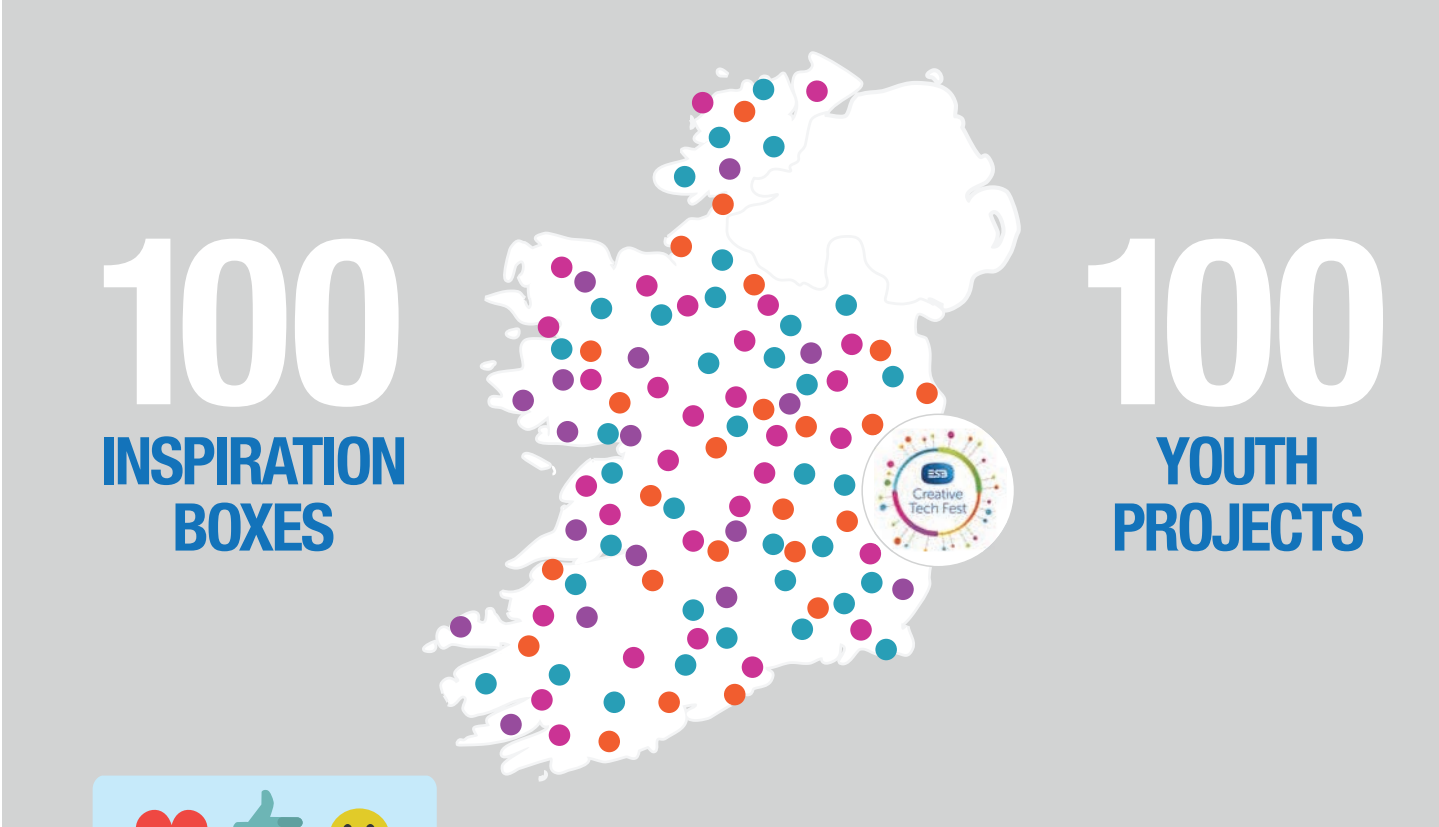 100
INSPIRATION
BOXES
ESB
Creative
Tech Fest
100
YOUTH
PROJECTS